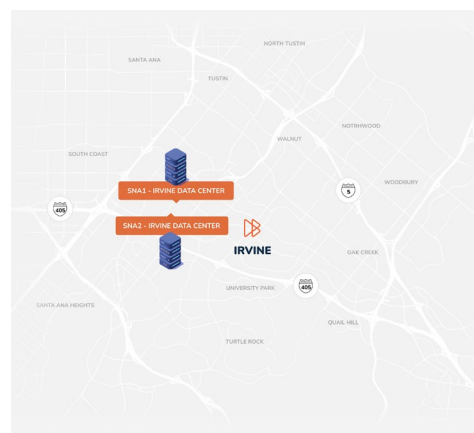 NORTH TUSTIN
SANTA ANA
TUSTIN
NOTRHWOOD
WALNUT
SOUTH COAST
WOODBURY
SNA1 - IRVINE DATA CENTER
5
405
SNA2 - IRVINE DATA CENTER
IRVINE
OAK CREEK
UNIVERSITY PARK
405
SANTA ANA HEIGHTS
QUAIL HILL
TURTLE ROCK